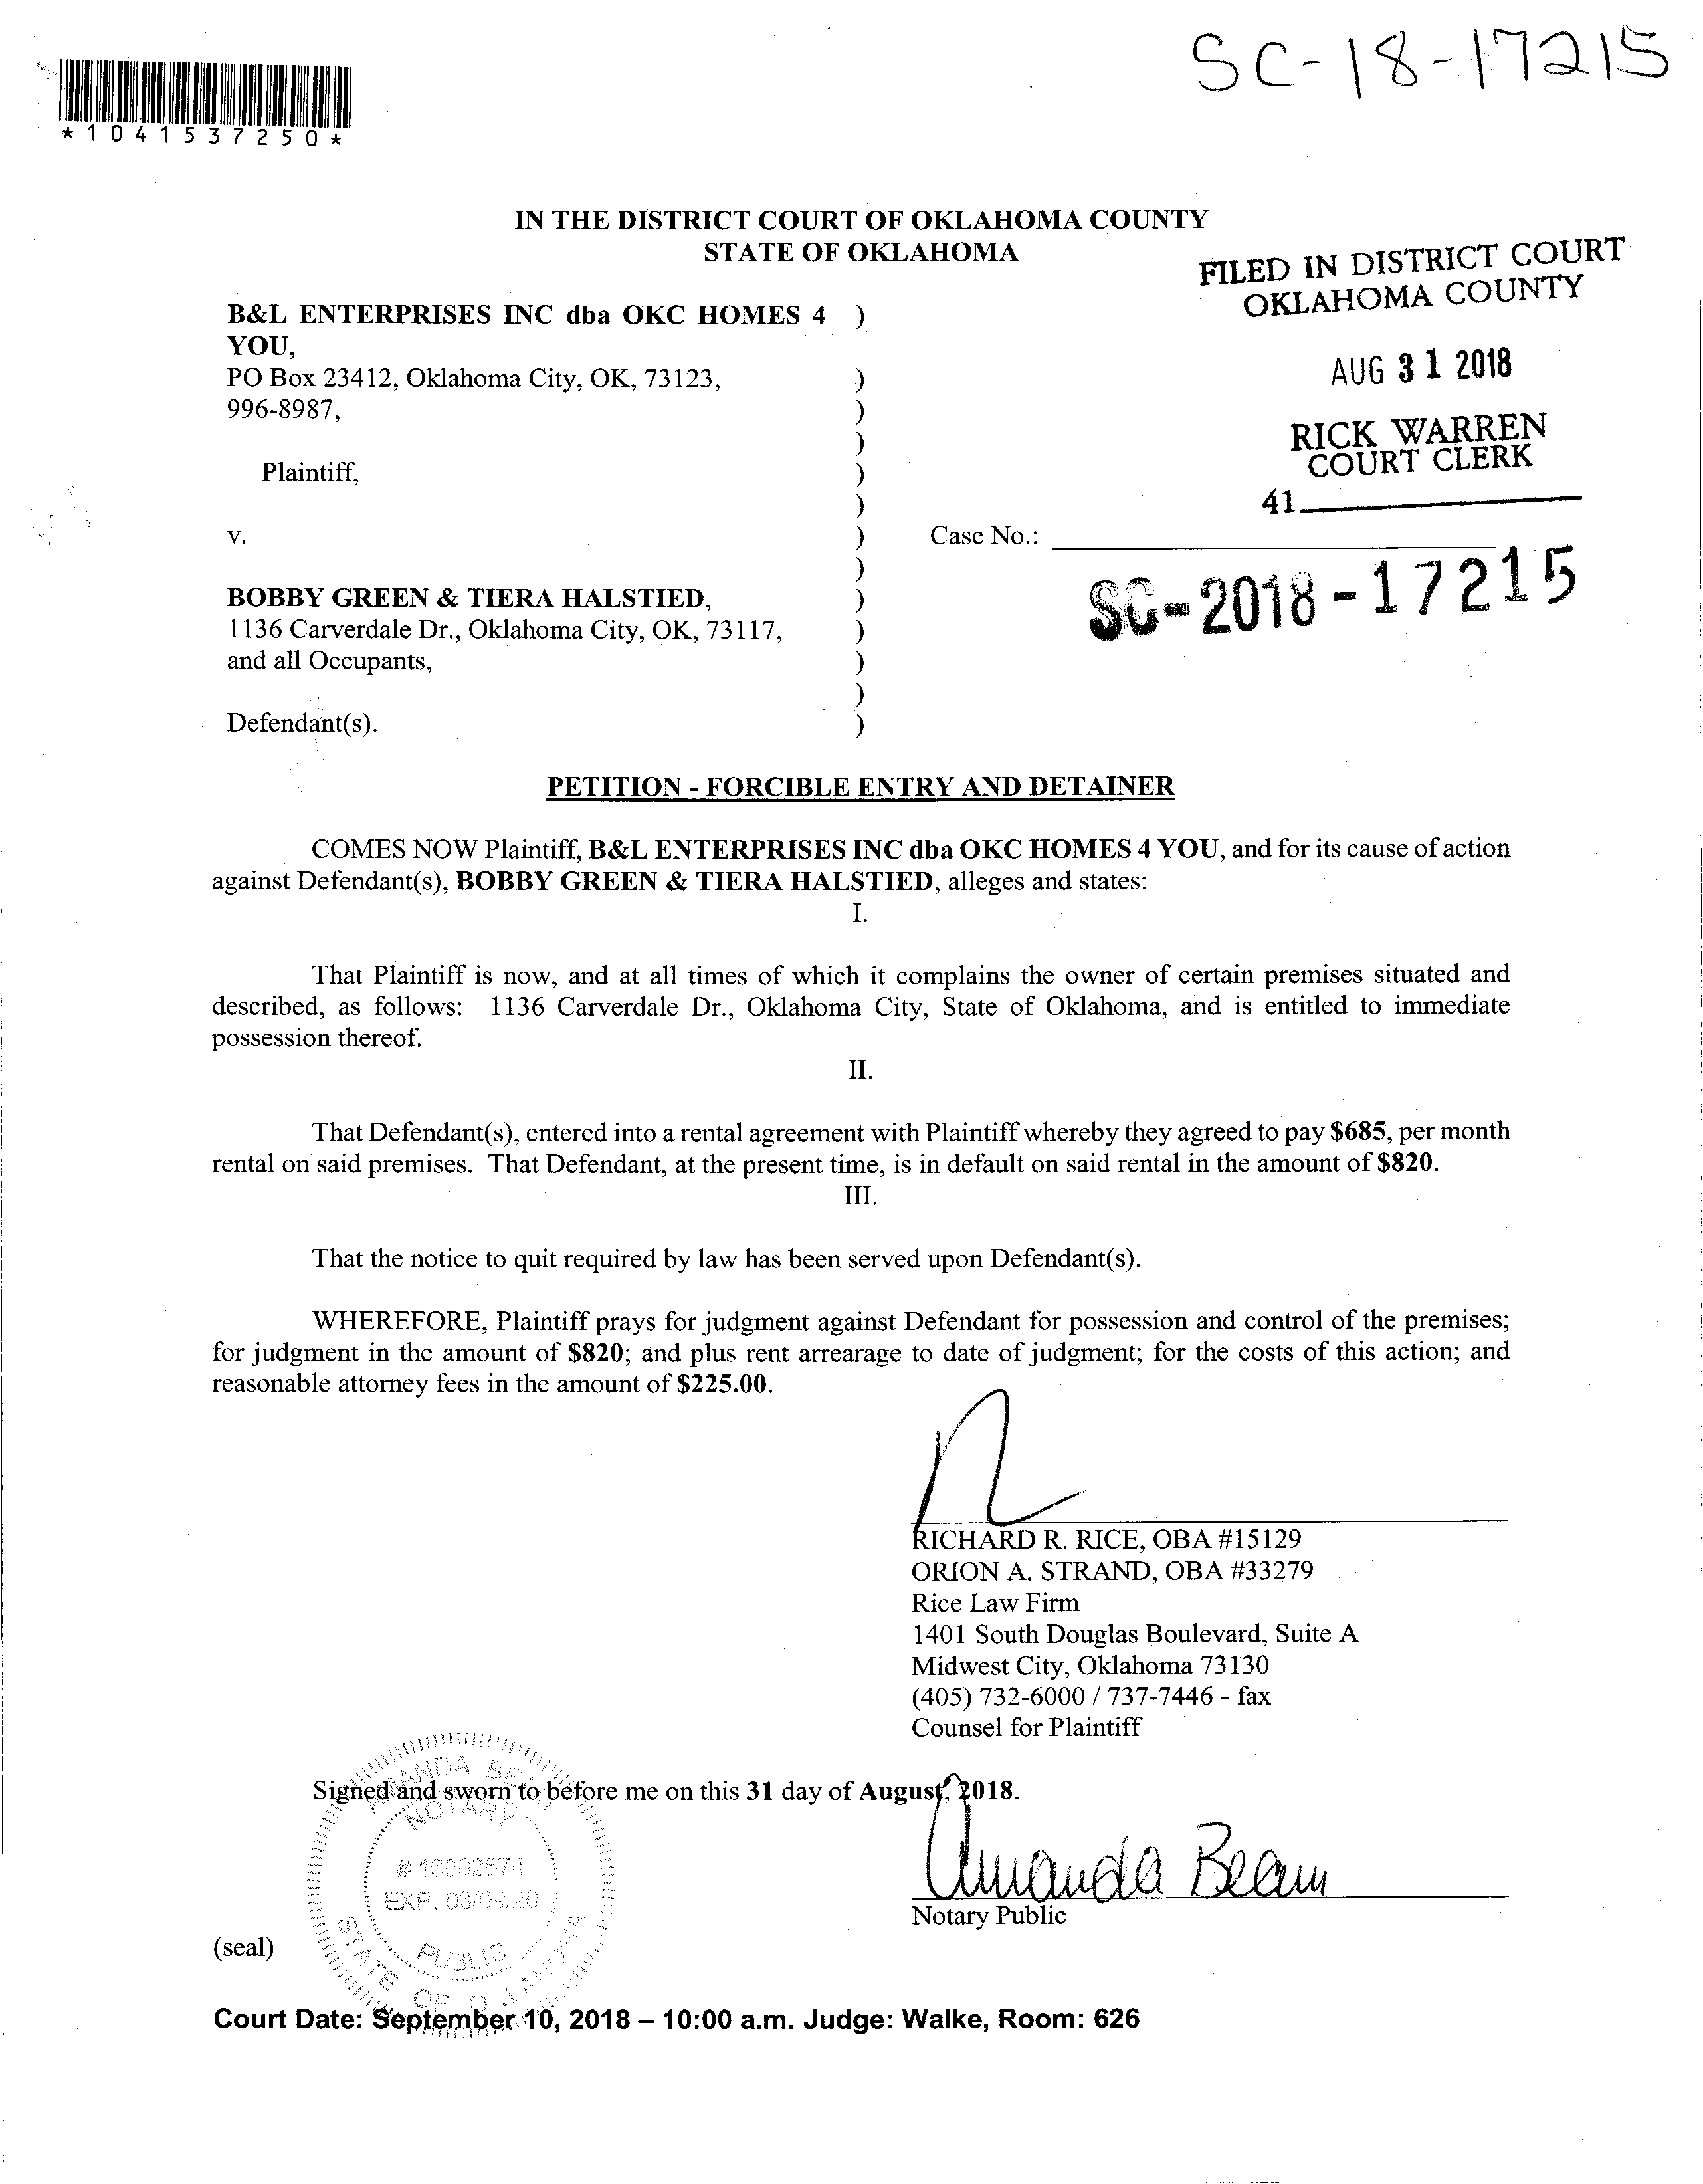 SC-18-17215
*1041537250*
IN THE DISTRICT COURT OF OKLAHOMA COUNTY
STATE OF OKLAHOMA
FILED IN DISTRICT COURT
OKLAHOMA COUNTY
AUG 31 2018
RICK WARREN
COURT CLERK
41
B&L ENTERPRISES INC dba OKC HOMES 4 )
YOU,
PO Box 23412, Oklahoma City, OK, 73123, )
996-8987, )
)
Plaintiff, )
)
v. ) Case No.:
)
SC-2018-17215
BOBBY GREEN & TIERA HALSTIED, )
1136 Carverdale Dr., Oklahoma City, OK, 73117, )
and all Occupants, )
)
Defendant(s). )
PETITION - FORCIBLE ENTRY AND DETAINER
COMES NOW Plaintiff, B&L ENTERPRISES INC dba OKC HOMES 4 YOU, and for its cause of action
against Defendant(s), BOBBY GREEN & TIERA HALSTIED, alleges and states:
I.
That Plaintiff is now, and at all times of which it complains the owner of certain premises situated and
described, as follows: 1136 Carverdale Dr., Oklahoma City, State of Oklahoma, and is entitled to immediate
possession thereof.
II.
That Defendant(s), entered into a rental agreement with Plaintiff whereby they agreed to pay $685, per month
rental on said premises. That Defendant, at the present time, is in default on said rental in the amount of $820.
III.
That the notice to quit required by law has been served upon Defendant(s).
WHEREFORE, Plaintiff prays for judgment against Defendant for possession and control of the premises;
for judgment in the amount of $820; and plus rent arrearage to date of judgment; for the costs of this action; and
reasonable attorney fees in the amount of $225.00.
RICHARD R. RICE, OBA #15129
ORION A. STRAND, OBA #33279
Rice Law Firm
1401 South Douglas Boulevard, Suite A
Midwest City, Oklahoma 73130
(405) 732-6000 / 737-7446 - fax
Counsel for Plaintiff
Signed and sworn to before me on this 31 day of August, 2018.
Amanda Beam
Notary Public
AMANDA
NOTARY
EXP.
PUBLIC
STATE OF OKLAHOMA
(seal)
Court Date: September 10, 2018 – 10:00 a.m. Judge: Walke, Room: 626